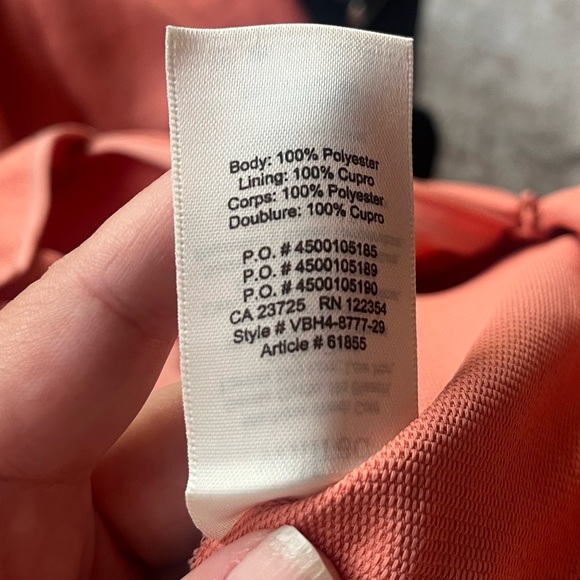 Body: 100% Polyester
Lining: 100% Cupro
Corps: 100% Polyester
Doublure: 100% Cupro
P.O. # 4500105185
P.O. # 4500105189
P.O. # 4500105190
CA 23725 RN 122354
Style # VBH4-8777-29
Article # 61855